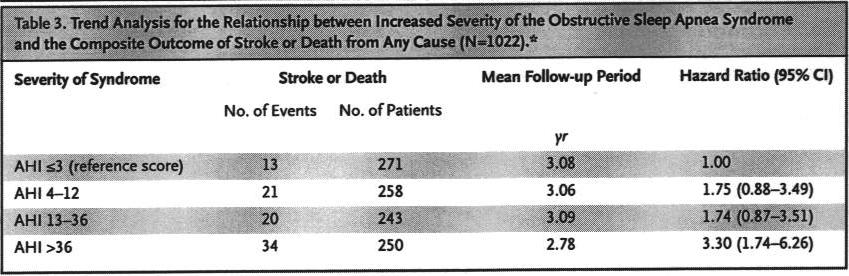 Table 3. Trend Analysis for the Relationship between Increased Severity of the Obstructive Sleep Apnea Syndrome
and the Composite Outcome of Stroke or Death from Any Cause (N=1022).*
Severity of Syndrome Stroke or Death Mean Follow-up Period Hazard Ratio (95% CI)
No. of Events No. of Patients
yr
AHI ≤3 (reference score) 13 271 3.08 1.00
AHI 4–12 21 258 3.06 1.75 (0.88–3.49)
AHI 13–36 20 243 3.09 1.74 (0.87–3.51)
AHI >36 34 250 2.78 3.30 (1.74–6.26)